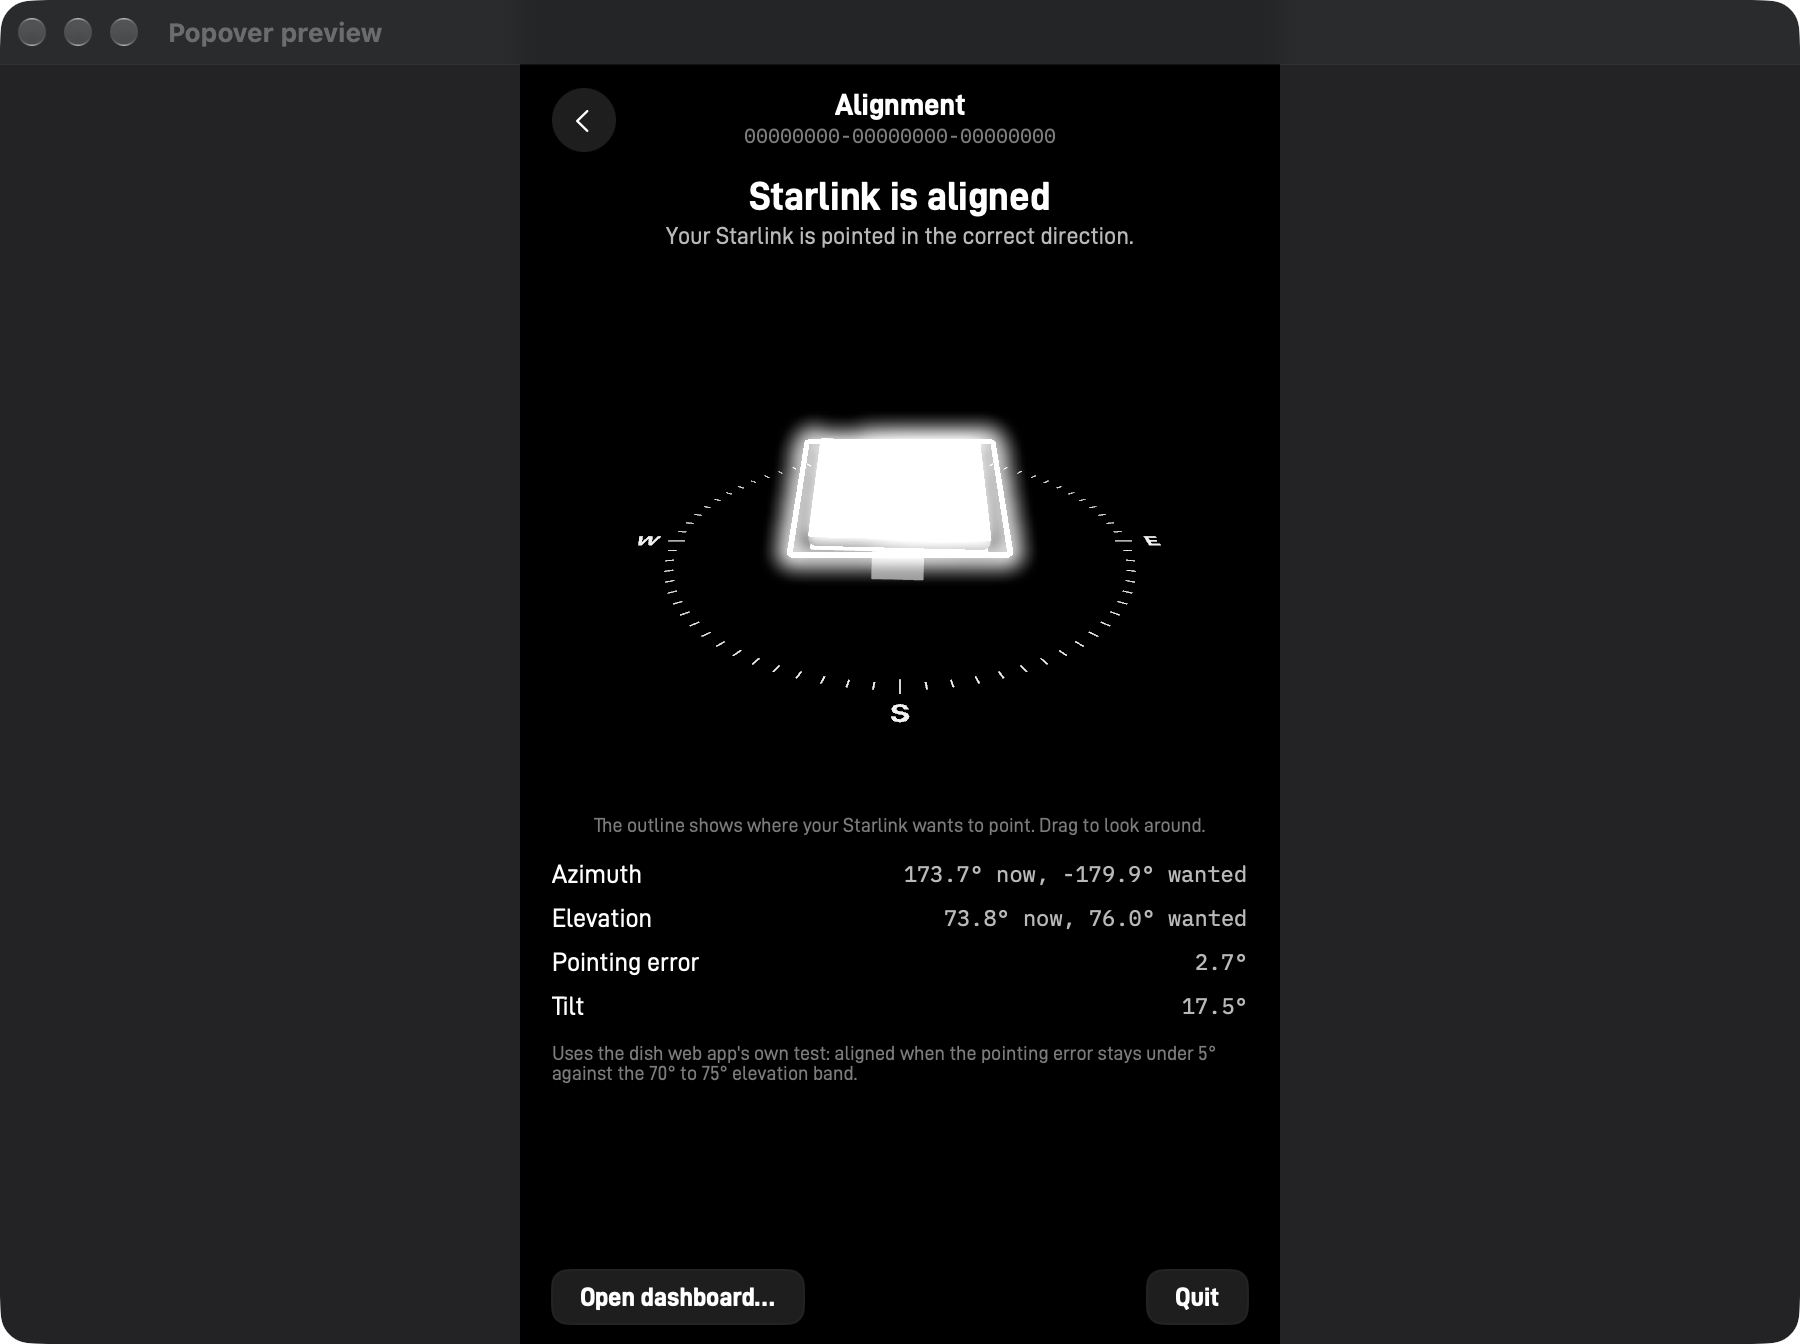 Popover preview
Alignment
00000000-00000000-00000000
Starlink is aligned
Your Starlink is pointed in the correct direction.
W
E
S
The outline shows where your Starlink wants to point. Drag to look around.
Azimuth 173.7° now, -179.9° wanted
Elevation 73.8° now, 76.0° wanted
Pointing error 2.7°
Tilt 17.5°
Uses the dish web app's own test: aligned when the pointing error stays under 5°
against the 70° to 75° elevation band.
Open dashboard... Quit